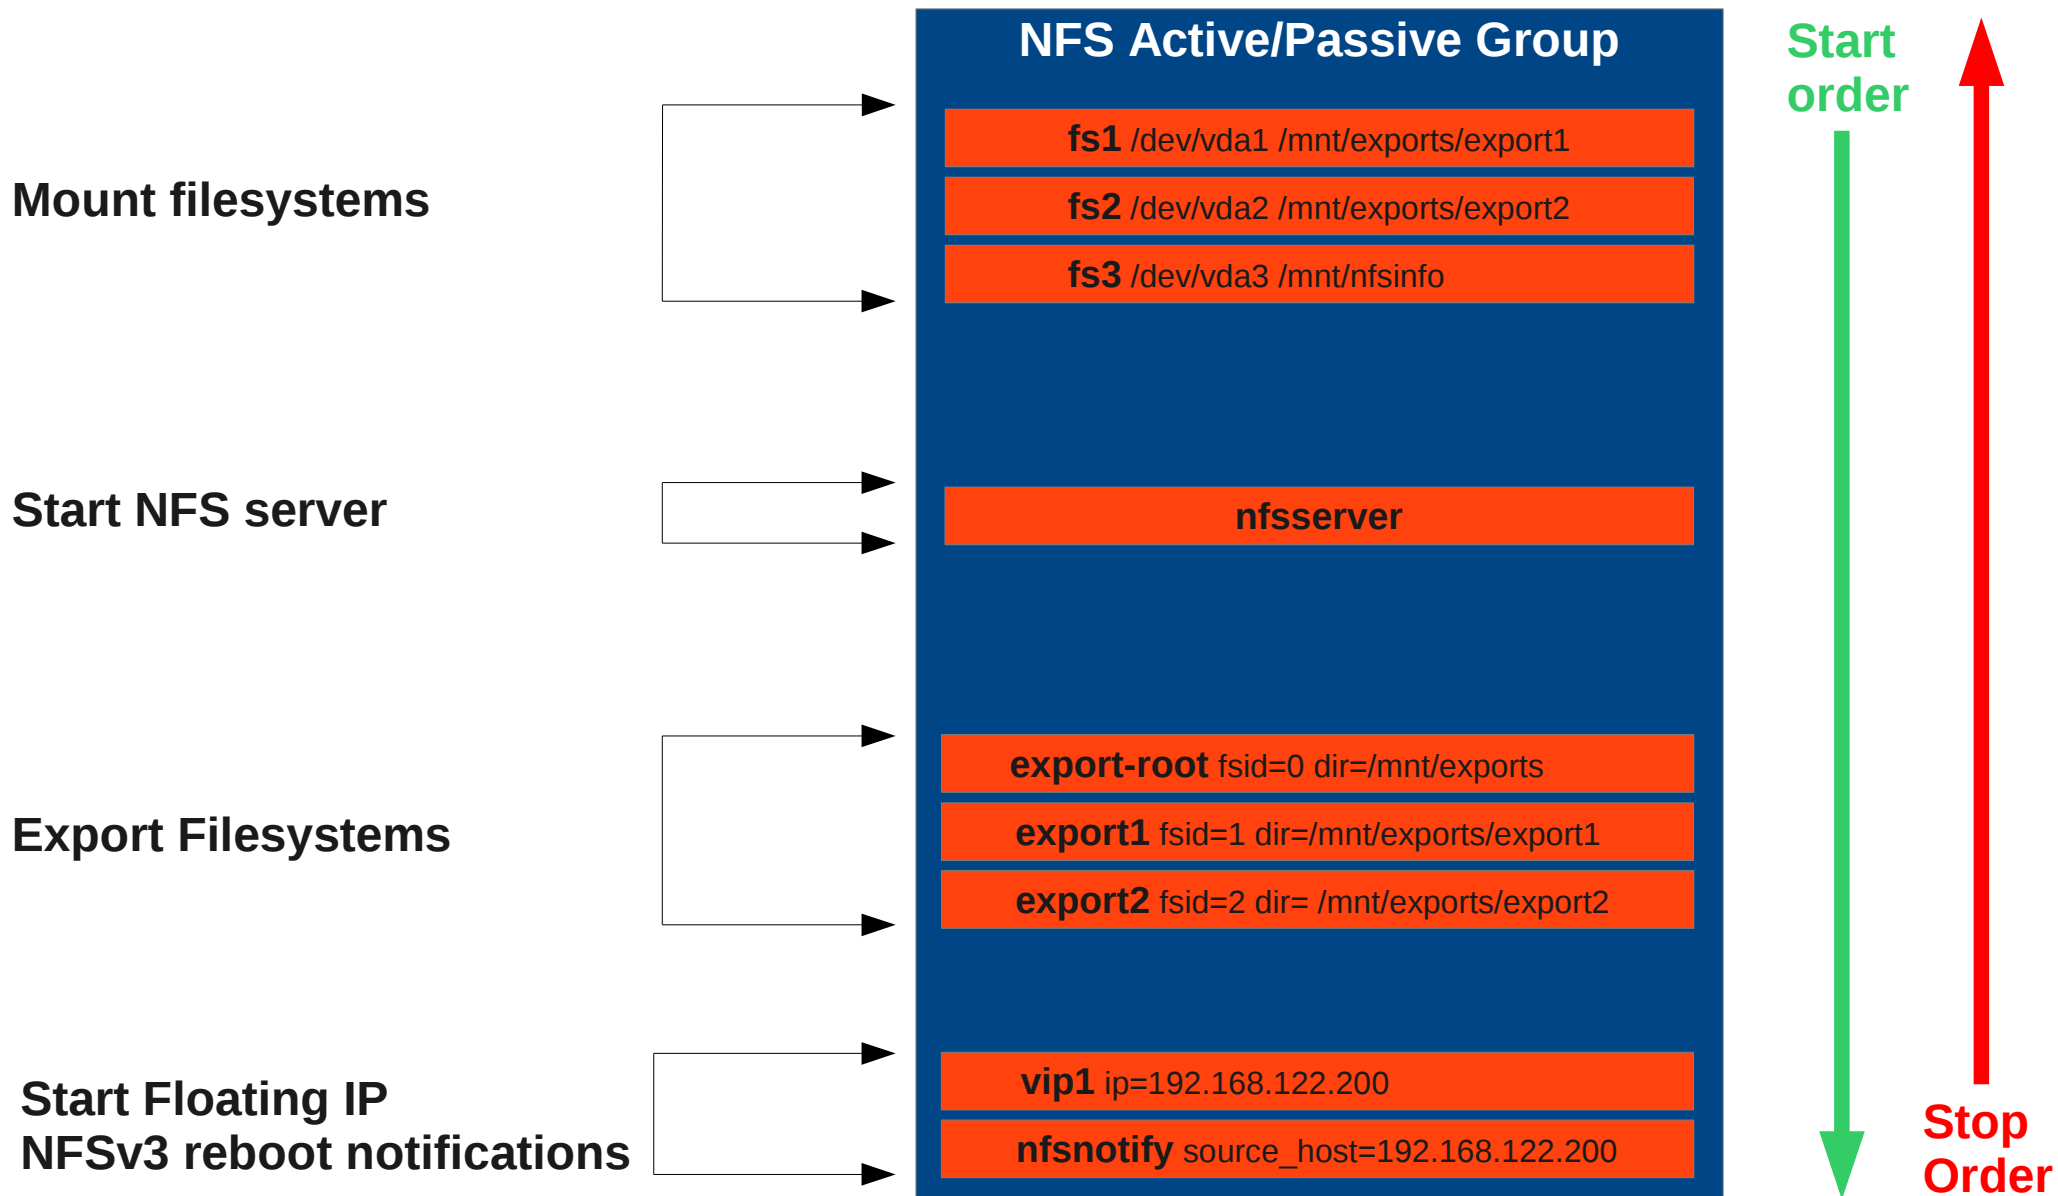 NFS Active/Passive Group
Start
order
Mount filesystems
fs1 /dev/vda1 /mnt/exports/export1
fs2 /dev/vda2 /mnt/exports/export2
fs3 /dev/vda3 /mnt/nfsinfo
Start NFS server
nfsserver
Export Filesystems
export-root fsid=0 dir=/mnt/exports
export1 fsid=1 dir=/mnt/exports/export1
export2 fsid=2 dir= /mnt/exports/export2
Start Floating IP
NFSv3 reboot notifications
vip1 ip=192.168.122.200
nfsnotify source_host=192.168.122.200
Stop
Order